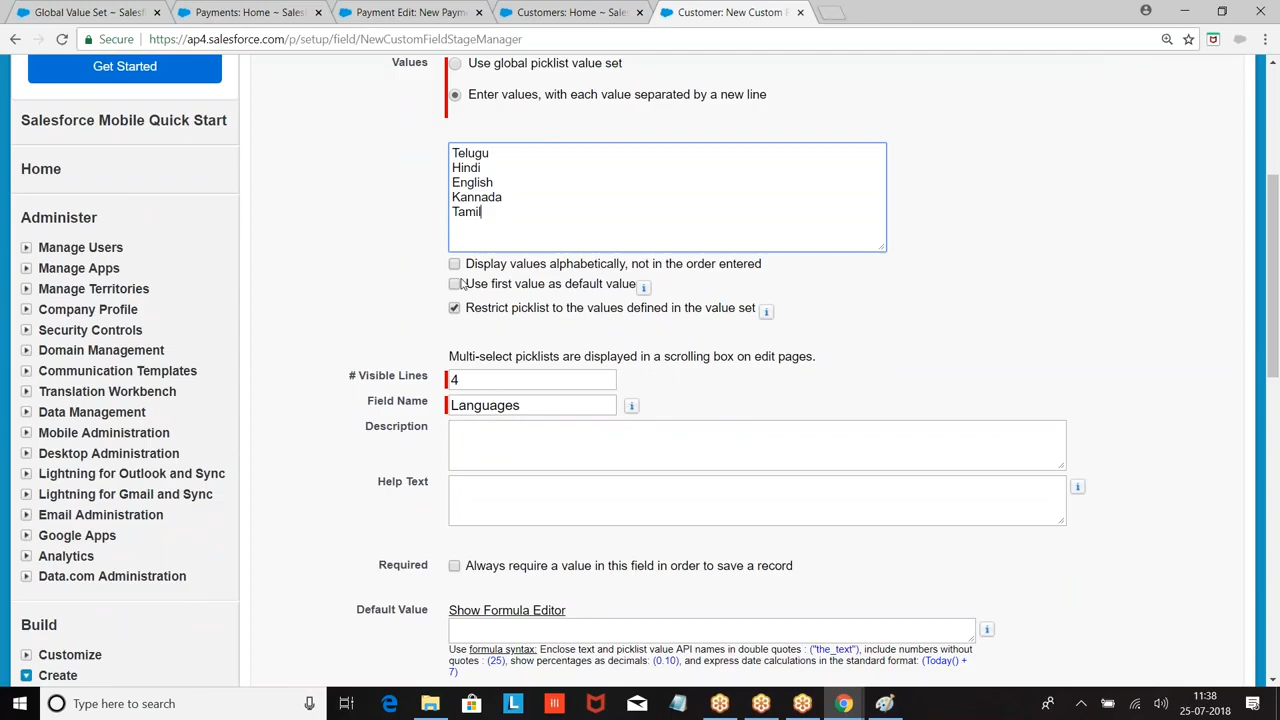 Global Value Set ~ Sales
Payments: Home ~ Sales
Payment Edit: New Paym
Customers: Home ~ Sales
Customer: New Custom F
Secure
https://ap4.salesforce.com/p/setup/field/NewCustomFieldStageManager
Get Started
Salesforce Mobile Quick Start
Home
Administer
Manage Users
Manage Apps
Manage Territories
Company Profile
Security Controls
Domain Management
Communication Templates
Translation Workbench
Data Management
Mobile Administration
Desktop Administration
Lightning for Outlook and Sync
Lightning for Gmail and Sync
Email Administration
Google Apps
Analytics
Data.com Administration
Build
Customize
Create
Values
Use global picklist value set
Enter values, with each value separated by a new line
Telugu
Hindi
English
Kannada
Tamil
Display values alphabetically, not in the order entered
Use first value as default value
Restrict picklist to the values defined in the value set
Multi-select picklists are displayed in a scrolling box on edit pages.
# Visible Lines
4
Field Name
Languages
Description
Help Text
Required
Always require a value in this field in order to save a record
Default Value
Show Formula Editor
Use formula syntax: Enclose text and picklist value API names in double quotes : ("the_text"), include numbers without
quotes : (25), show percentages as decimals: (0.10), and express date calculations in the standard format: (Today() +
7)
Type here to search
11:38
25-07-2018